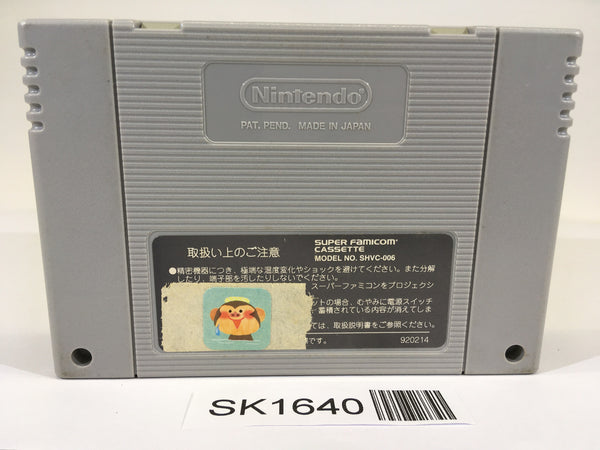 Nintendo
PAT. PEND. MADE IN JAPAN
取扱い上のご注意
SUPER FAMICOM
CASSETTE
MODEL NO. SHVC-006
●精密機器につき、極端な温度変化やショックを避けてください。また分解
したり、端子部を汚したりしないでください。
スーパーファミコンをプロジェクシ
ントの場合、むやみに電源スイッチ
蓄積されている内容が消えてしま
ては、取扱説明書をご参照ください。
です。
920214
SK1640